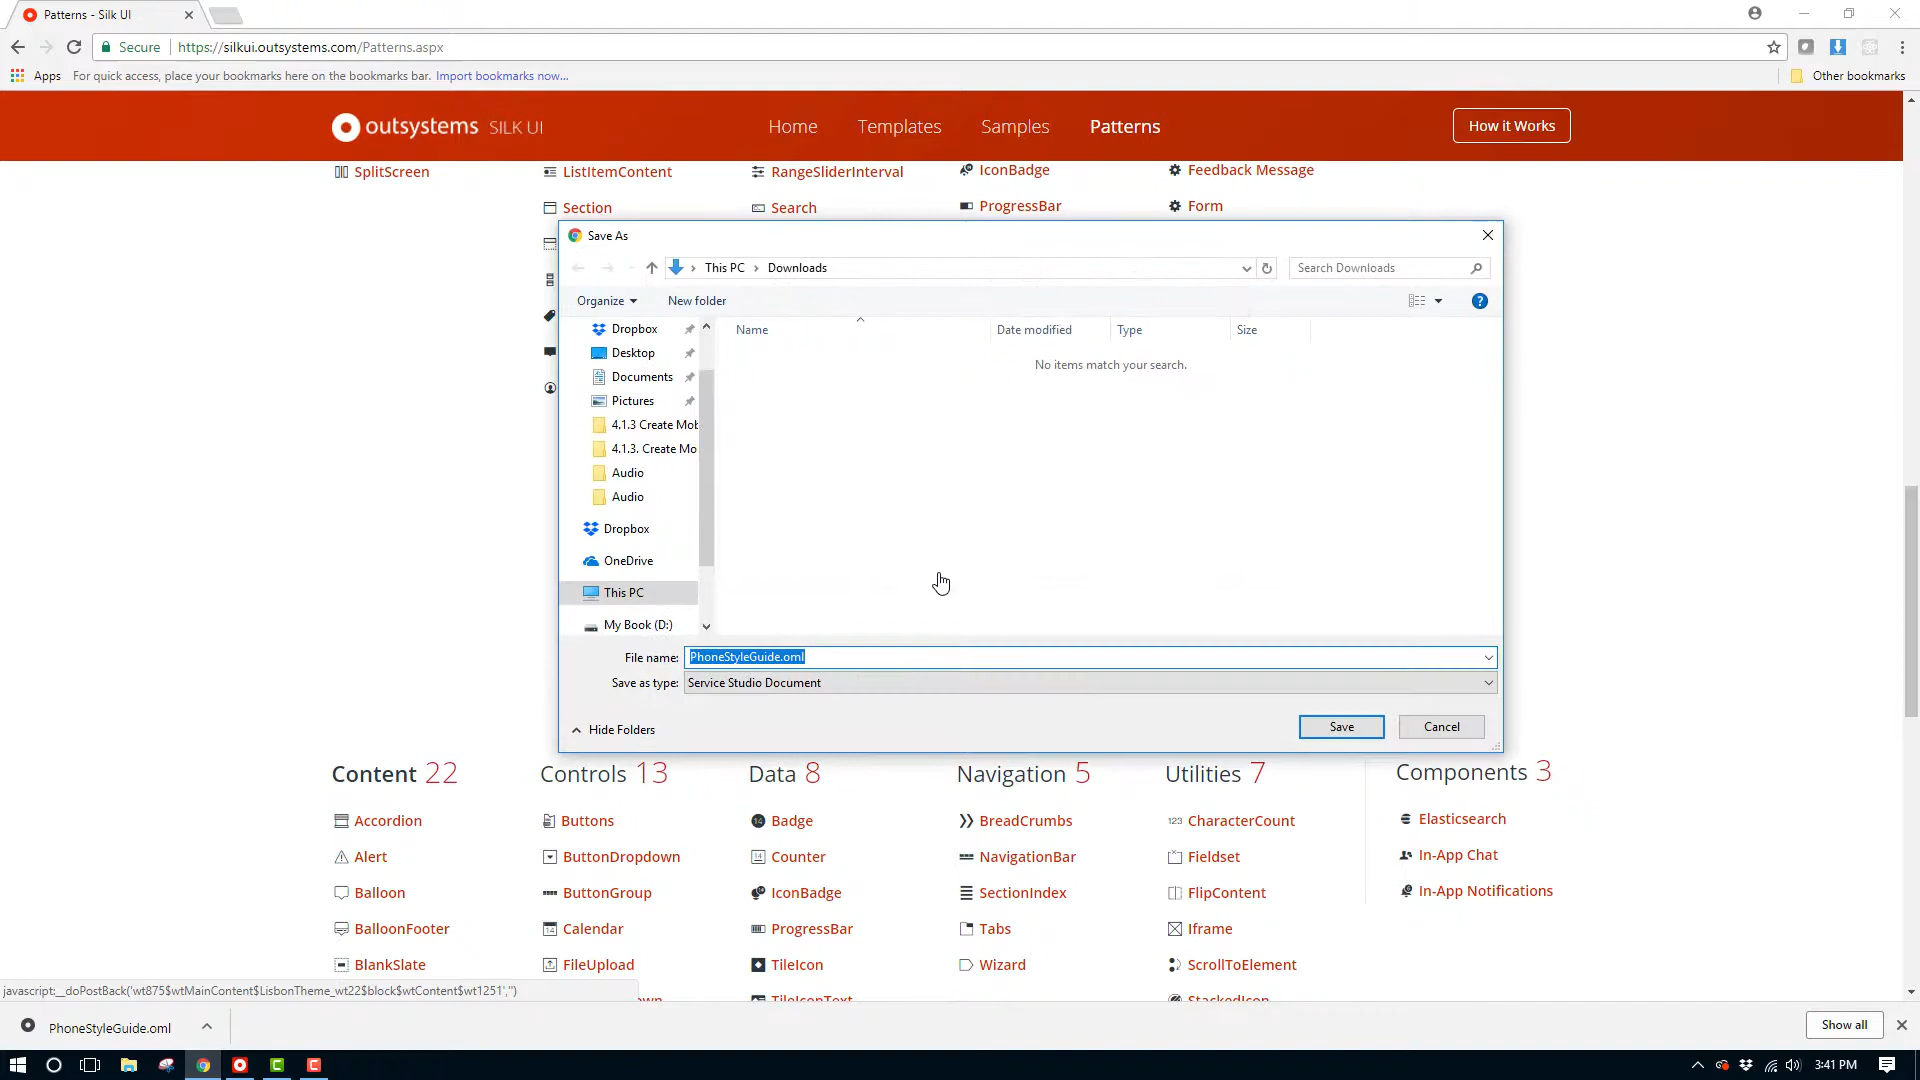 Patterns - Silk UI
Secure https://silkui.outsystems.com/Patterns.aspx
Apps For quick access, place your bookmarks here on the bookmarks bar. Import bookmarks now... Other bookmarks
outsystems SILK UI Home Templates Samples Patterns How it Works
SplitScreen ListItemContent RangeSliderInterval IconBadge Feedback Message
Section Search ProgressBar Form
Save As
This PC Downloads Search Downloads
Organize New folder
Name Date modified Type Size
No items match your search.
Dropbox
Desktop
Documents
Pictures
4.1.3 Create Mob
4.1.3. Create Mo
Audio
Audio
Dropbox
OneDrive
This PC
My Book (D:)
File name: PhoneStyleGuide.oml
Save as type: Service Studio Document
Hide Folders Save Cancel
Content 22 Controls 13 Data 8 Navigation 5 Utilities 7 Components 3
Accordion Buttons Badge BreadCrumbs 123 CharacterCount Elasticsearch
Alert ButtonDropdown Counter NavigationBar Fieldset In-App Chat
Balloon ButtonGroup IconBadge SectionIndex FlipContent In-App Notifications
BalloonFooter Calendar ProgressBar Tabs Iframe
BlankSlate FileUpload TileIcon Wizard ScrollToElement
TileIconText StackedIcon
javascript:__doPostBack('wt875$wtMainContent$LisbonTheme_wt22$block$wtContent$wt1251','')
PhoneStyleGuide.oml Show all
3:41 PM